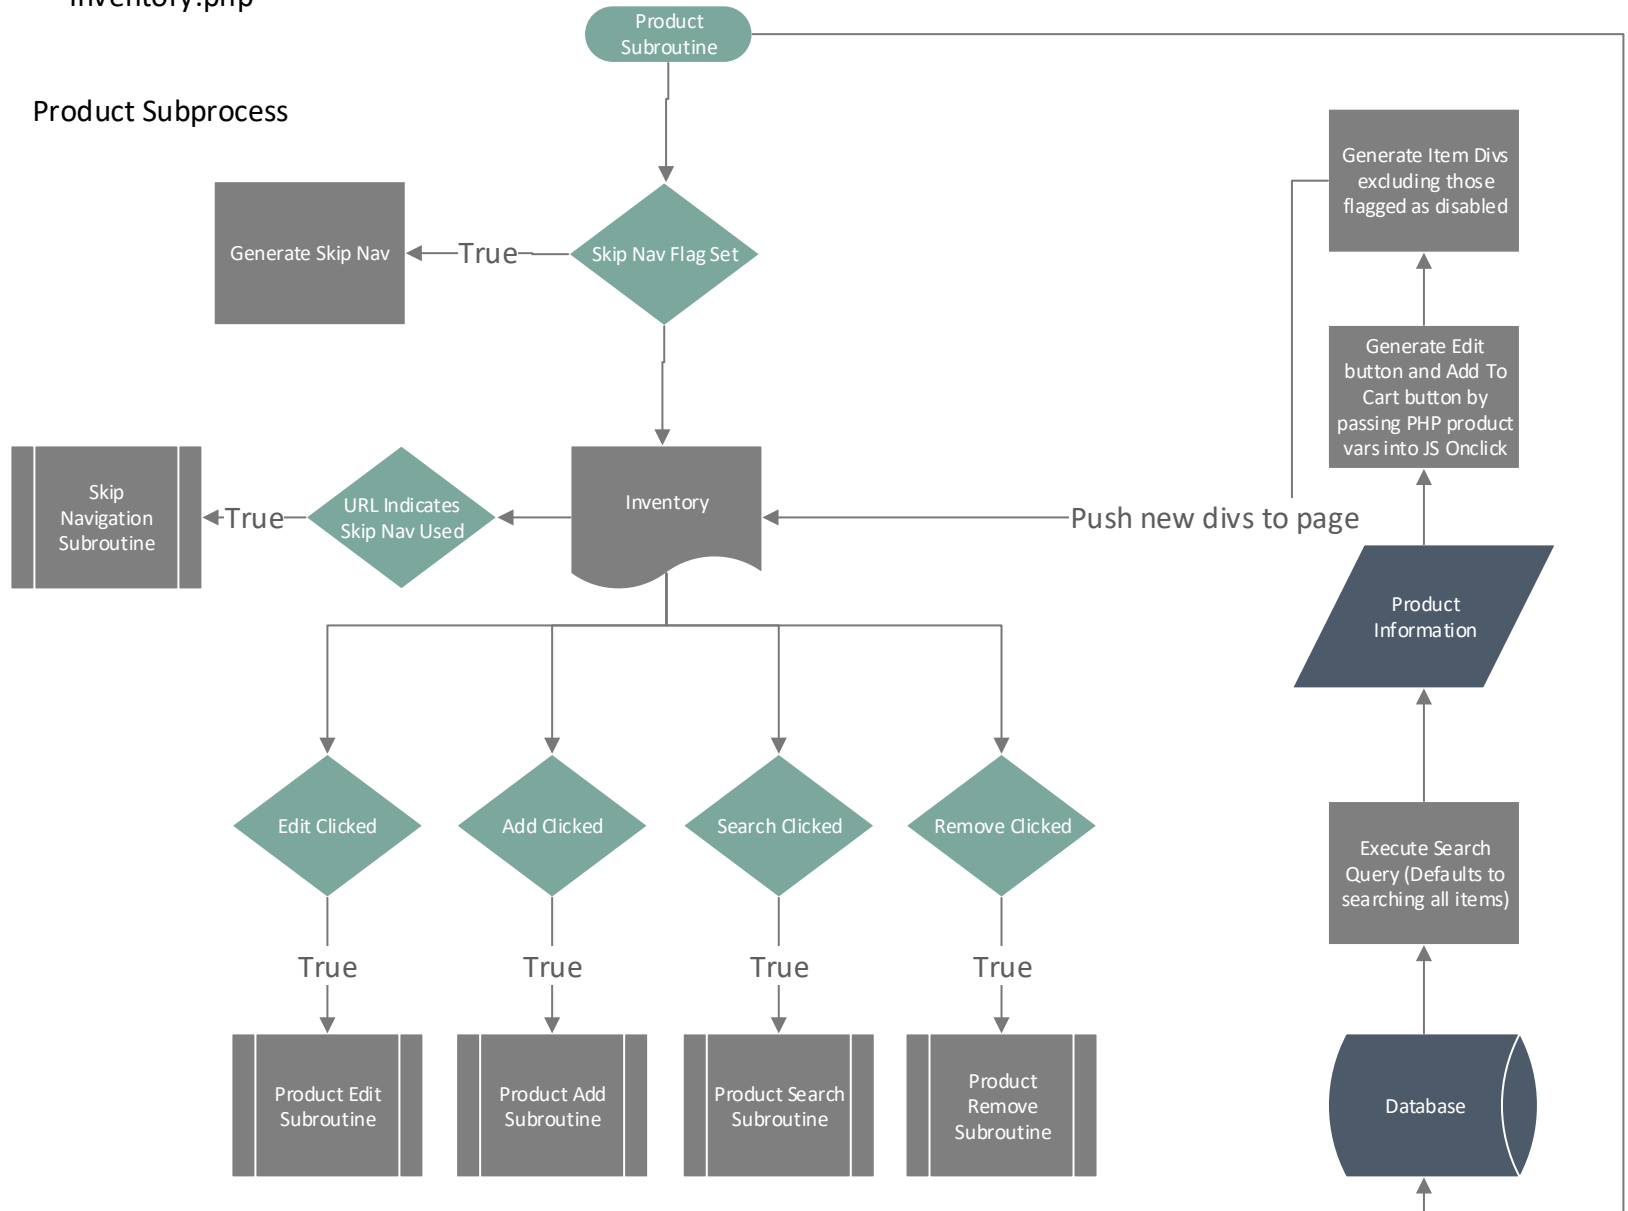 Inventory.php
Product
Subroutine
Product Subprocess
Generate Item Divs
excluding those
flagged as disabled
Generate Skip Nav
True
Skip Nav Flag Set
Generate Edit
button and Add To
Cart button by
passing PHP product
vars into JS Onclick
Skip
Navigation
Subroutine
True
URL Indicates
Skip Nav Used
Inventory
Push new divs to page
Product
Information
Edit Clicked
Add Clicked
Search Clicked
Remove Clicked
Execute Search
Query (Defaults to
searching all items)
True
True
True
True
Product Edit
Subroutine
Product Add
Subroutine
Product Search
Subroutine
Product
Remove
Subroutine
Database